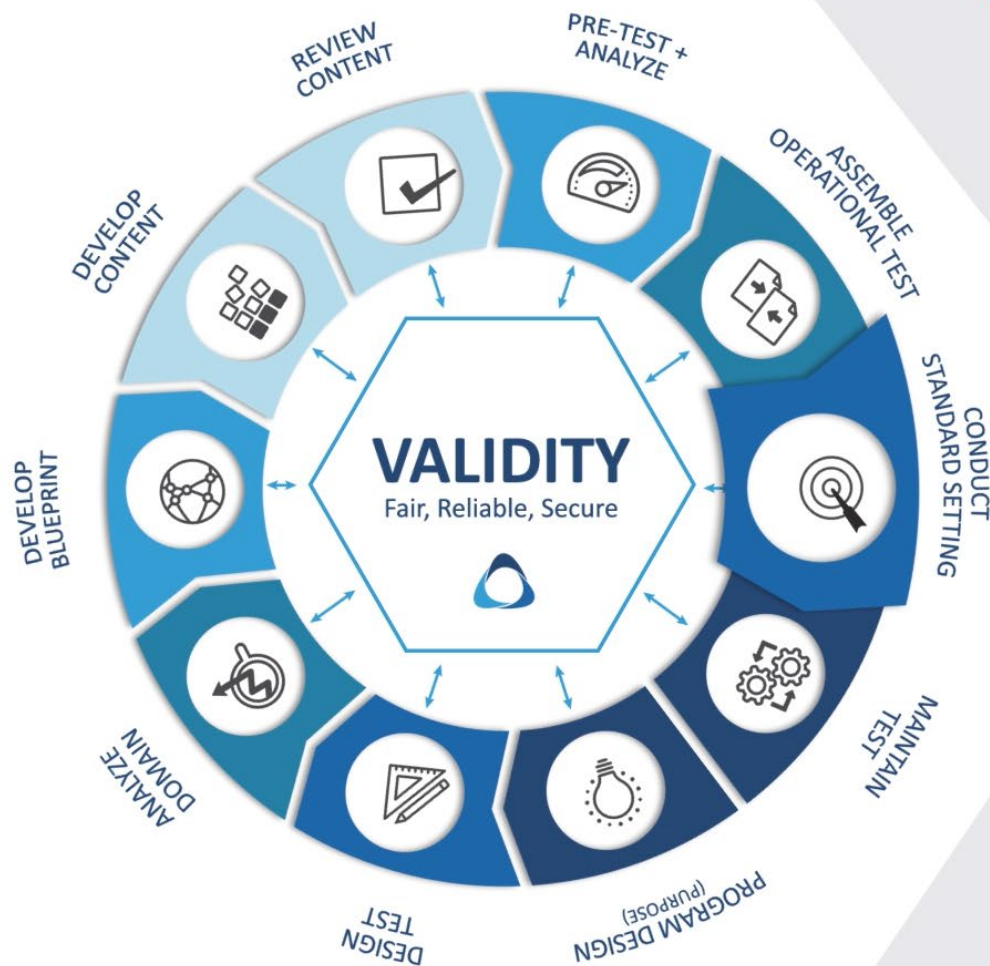 REVIEW
CONTENT
PRE-TEST +
ANALYZE
ASSEMBLE
OPERATIONAL TEST
CONDUCT
STANDARD SETTING
MAINTAIN
TEST
PROGRAM DESIGN
(PURPOSE)
DESIGN
TEST
ANALYZE
DOMAIN
DEVELOP
BLUEPRINT
DEVELOP
CONTENT
VALIDITY
Fair, Reliable, Secure